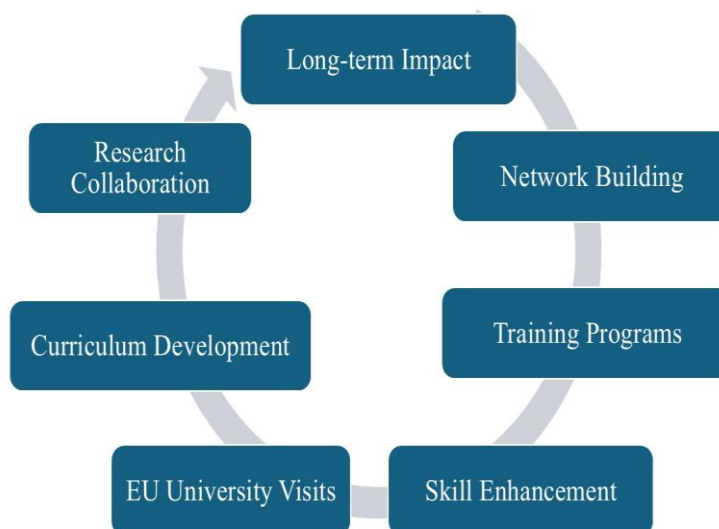 Long-term Impact
Network Building
Training Programs
Skill Enhancement
EU University Visits
Curriculum Development
Research
Collaboration